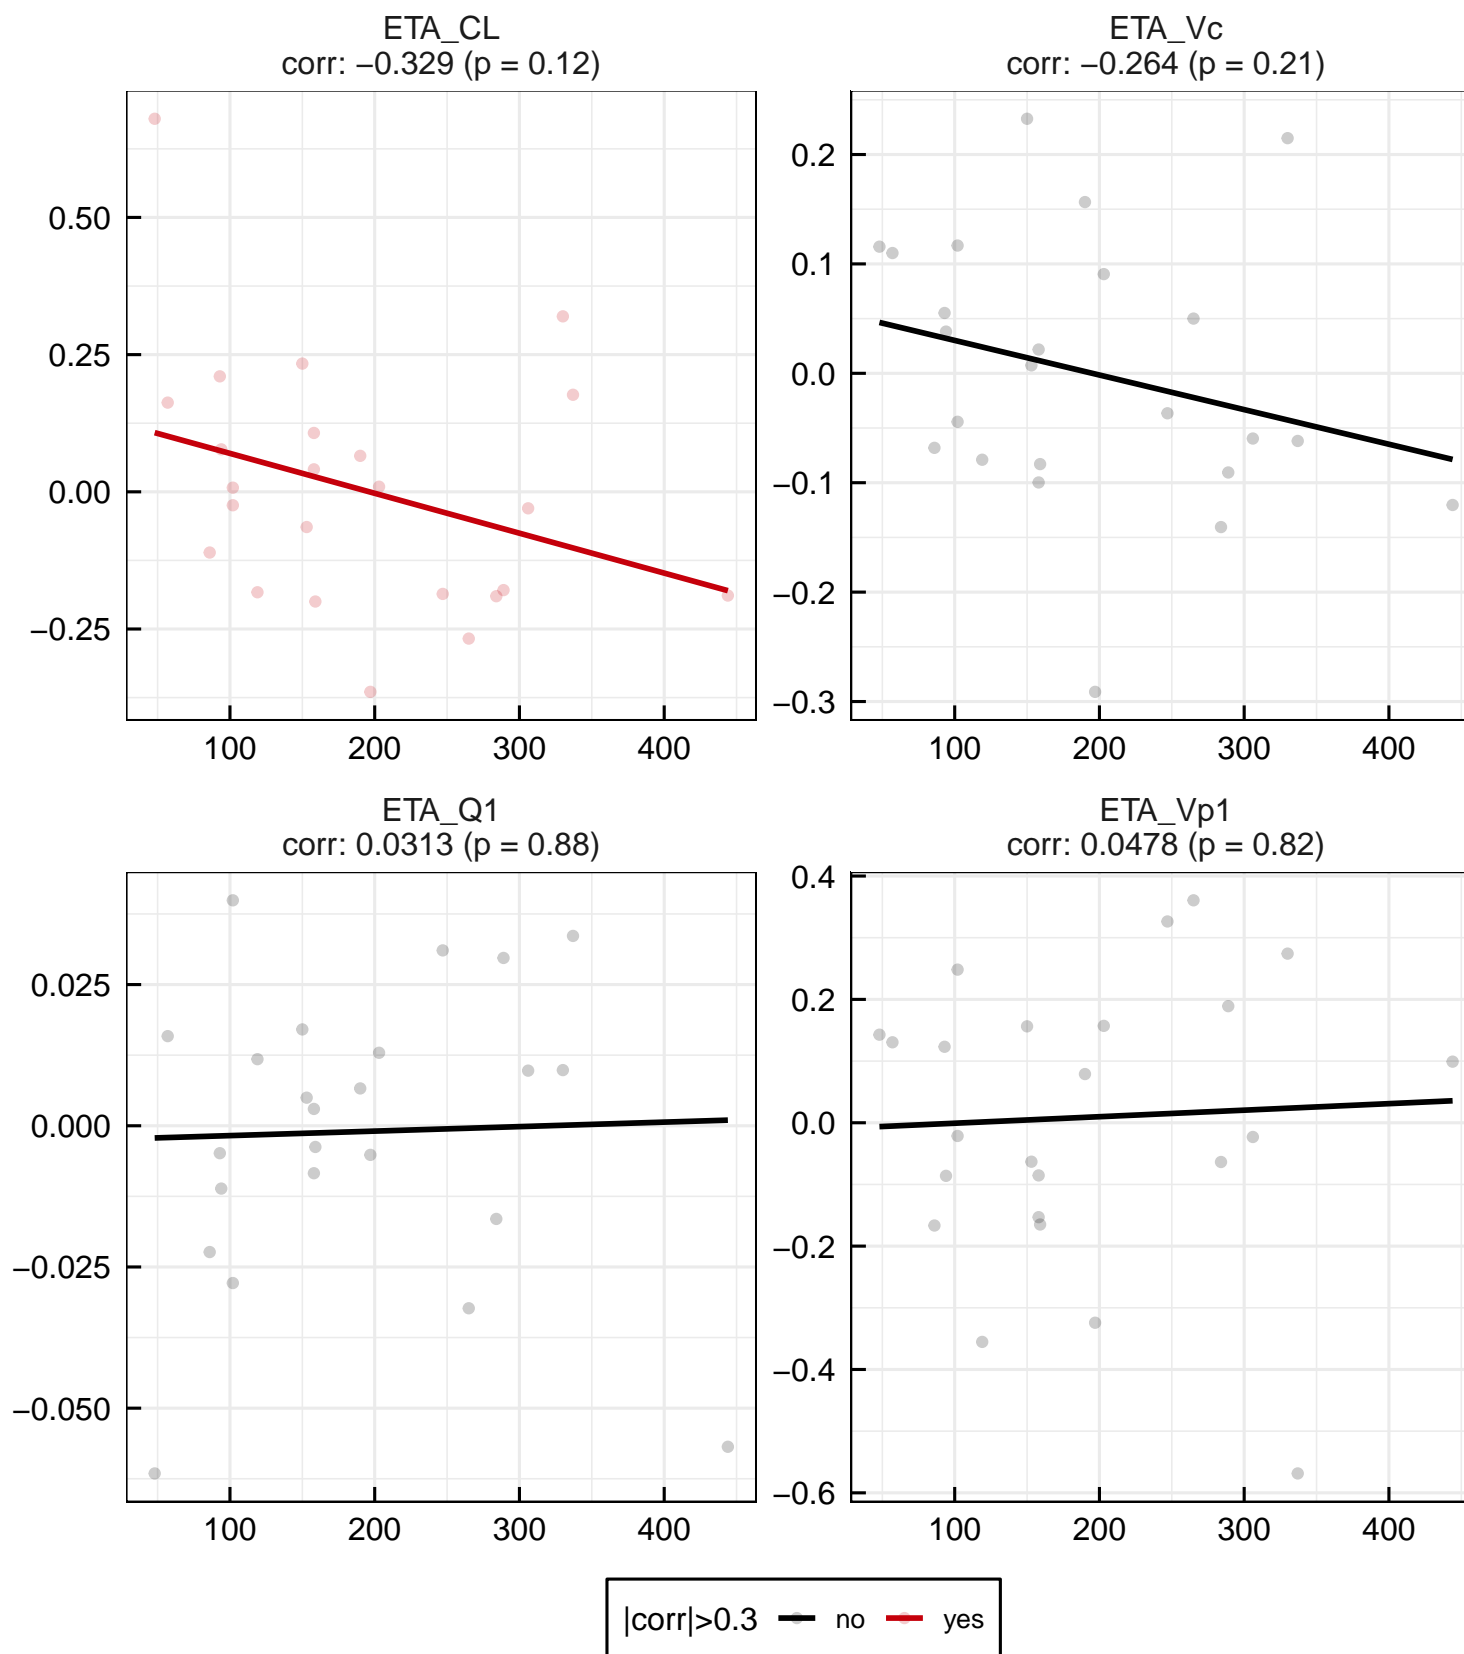 ETA_CL
corr: −0.329 (p = 0.12)
0.50
0.25
0.00
−0.25
100 200 300 400
ETA_Vc
corr: −0.264 (p = 0.21)
0.2
0.1
0.0
−0.1
−0.2
−0.3
100 200 300 400
ETA_Q1
corr: 0.0313 (p = 0.88)
0.025
0.000
−0.025
−0.050
100 200 300 400
ETA_Vp1
corr: 0.0478 (p = 0.82)
0.4
0.2
0.0
−0.2
−0.4
−0.6
100 200 300 400
|corr|>0.3 no yes